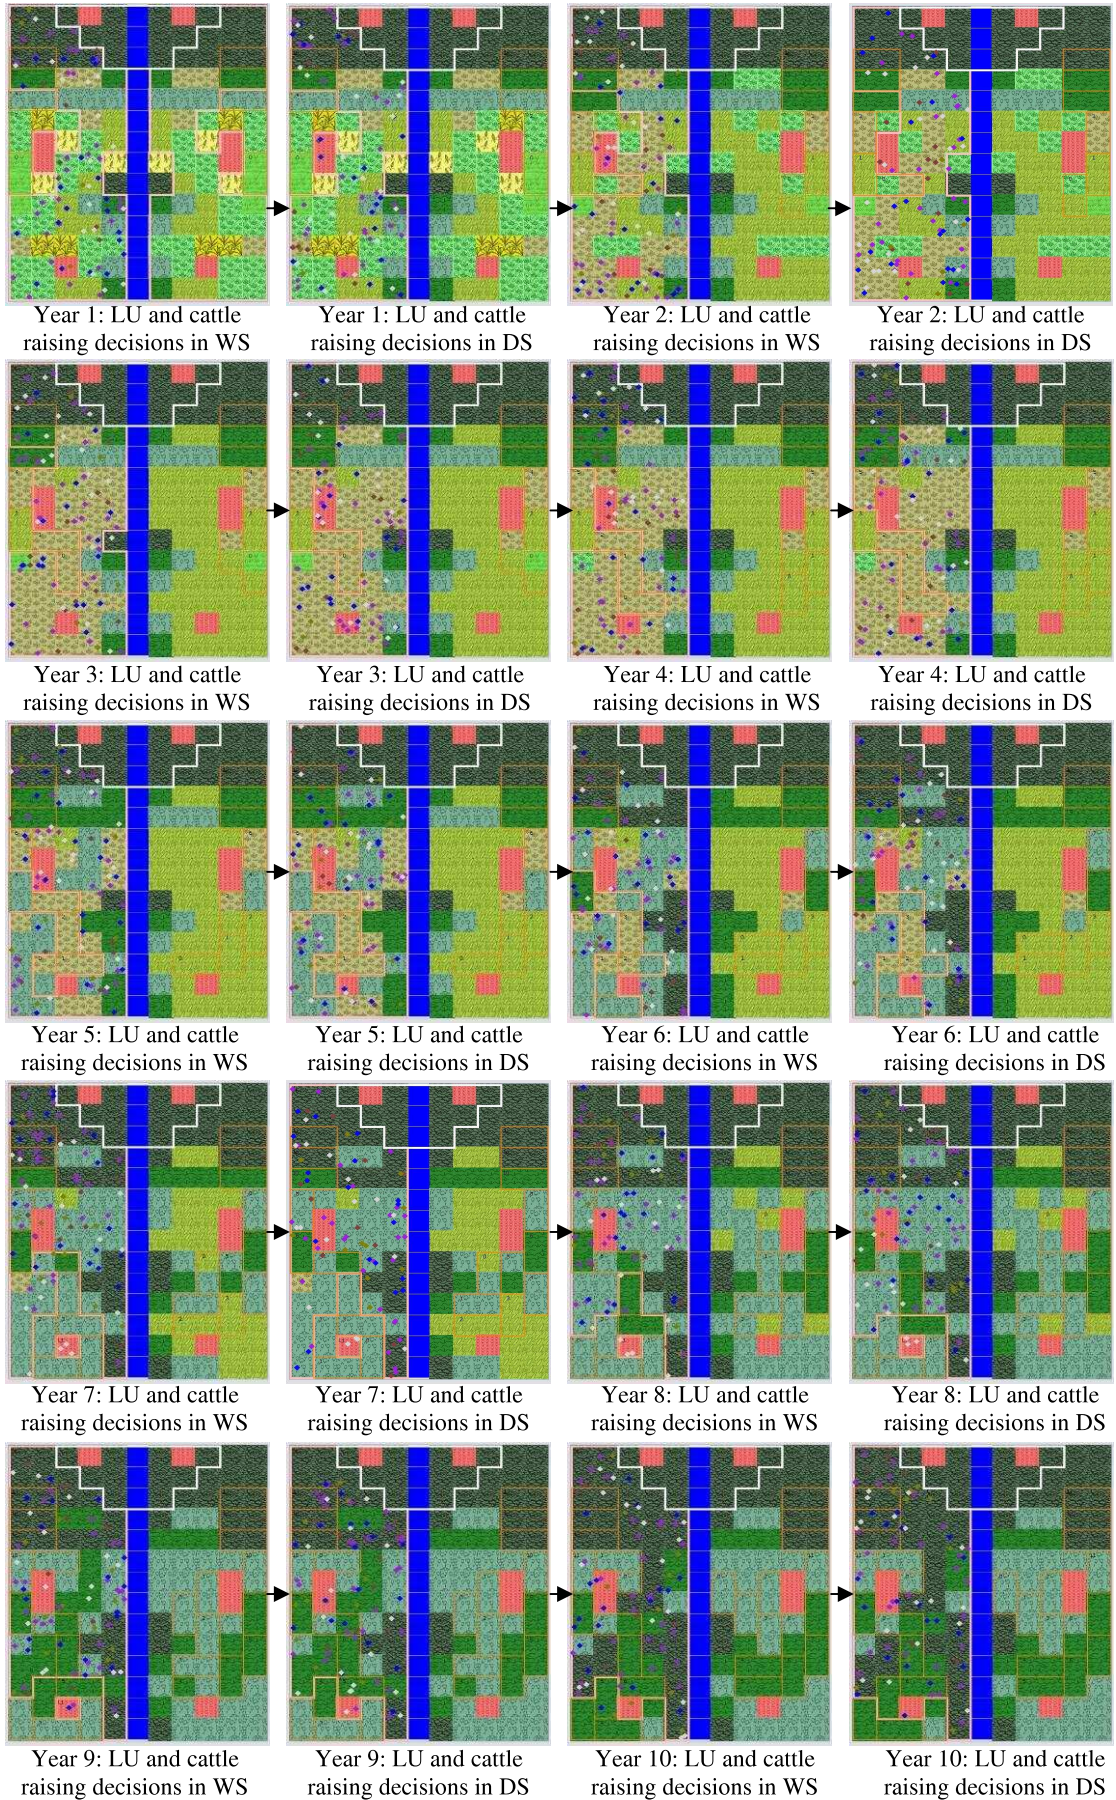 Year 1: LU and cattle
raising decisions in WS
Year 1: LU and cattle
raising decisions in DS
Year 2: LU and cattle
raising decisions in WS
Year 2: LU and cattle
raising decisions in DS
Year 3: LU and cattle
raising decisions in WS
Year 3: LU and cattle
raising decisions in DS
Year 4: LU and cattle
raising decisions in WS
Year 4: LU and cattle
raising decisions in DS
Year 5: LU and cattle
raising decisions in WS
Year 5: LU and cattle
raising decisions in DS
Year 6: LU and cattle
raising decisions in WS
Year 6: LU and cattle
raising decisions in DS
Year 7: LU and cattle
raising decisions in WS
Year 7: LU and cattle
raising decisions in DS
Year 8: LU and cattle
raising decisions in WS
Year 8: LU and cattle
raising decisions in DS
Year 9: LU and cattle
raising decisions in WS
Year 9: LU and cattle
raising decisions in DS
Year 10: LU and cattle
raising decisions in WS
Year 10: LU and cattle
raising decisions in DS